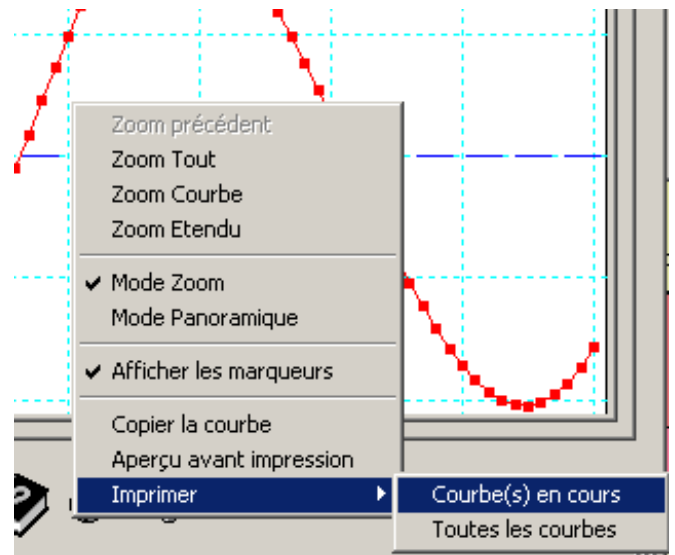 Zoom précédent
Zoom Tout
Zoom Courbe
Zoom Etendu
Mode Zoom
Mode Panoramique
Afficher les marqueurs
Copier la courbe
Aperçu avant impression
Imprimer
Courbe(s) en cours
Toutes les courbes